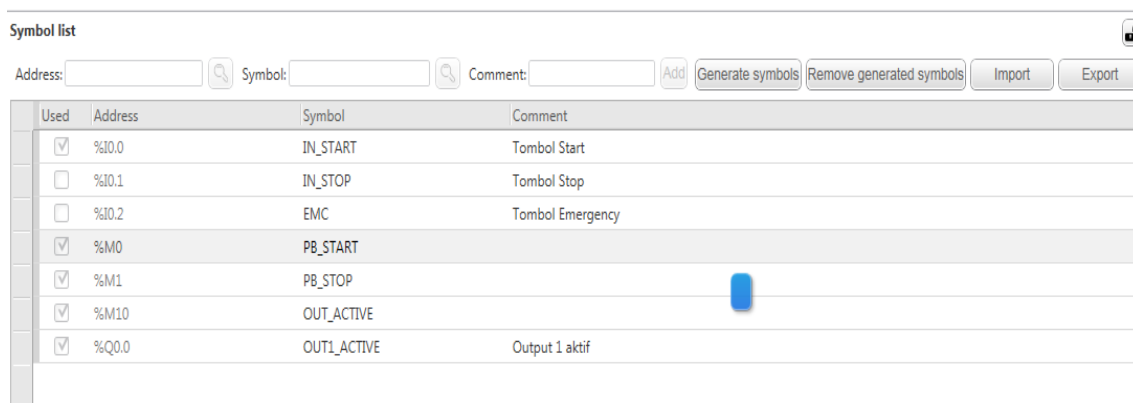 Symbol list
Address: Symbol: Comment: Add Generate symbols Remove generated symbols Import Export
Used Address Symbol Comment
%I0.0 IN_START Tombol Start
%I0.1 IN_STOP Tombol Stop
%I0.2 EMC Tombol Emergency
%M0 PB_START
%M1 PB_STOP
%M10 OUT_ACTIVE
%Q0.0 OUT1_ACTIVE Output 1 aktif